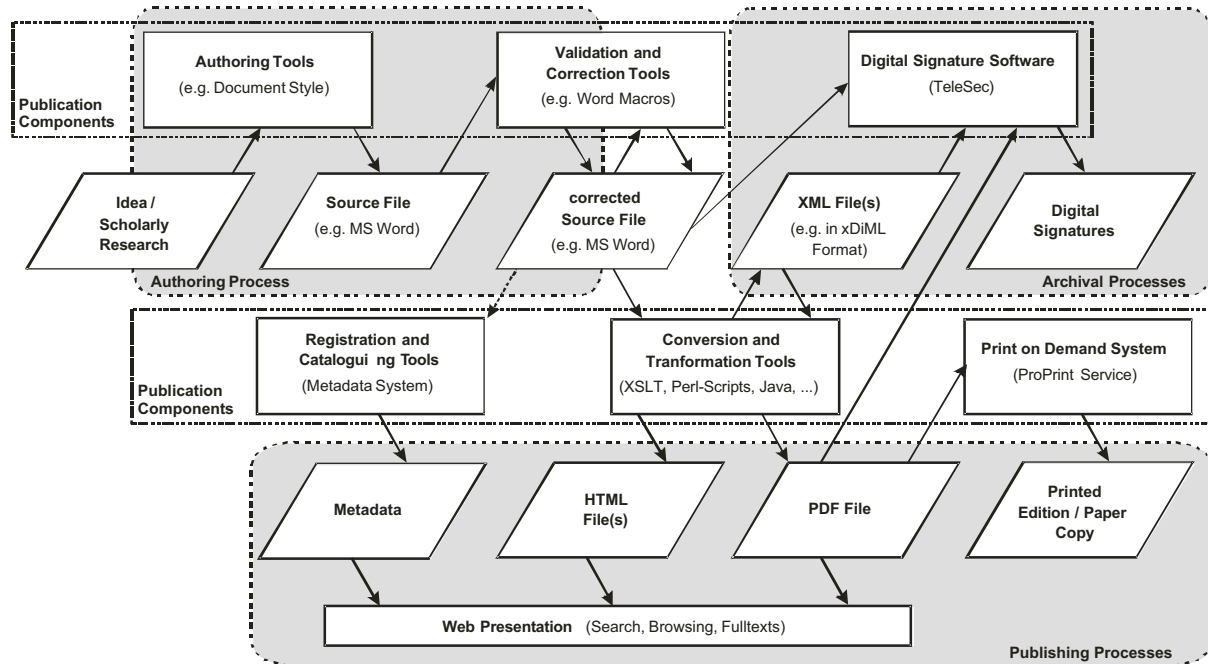 Authoring Tools
(e.g. Document Style)
Validation and
Correction Tools
(e.g. Word Macros)
Digital Signature Software
(TeleSec)
Publication
Components
Idea /
Scholarly
Research
Source File
(e.g. MS Word)
corrected
Source File
(e.g. MS Word)
XML File(s)
(e.g. in xDiML
Format)
Digital
Signatures
Authoring Process
Archival Processes
Registration and
Catalogui ng Tools
(Metadata System)
Conversion and
Tranformation Tools
(XSLT, Perl-Scripts, Java, ...)
Print on Demand System
(ProPrint Service)
Publication
Components
Metadata
HTML
File(s)
PDF File
Printed
Edition / Paper
Copy
Web Presentation (Search, Browsing, Fulltexts)
Publishing Processes